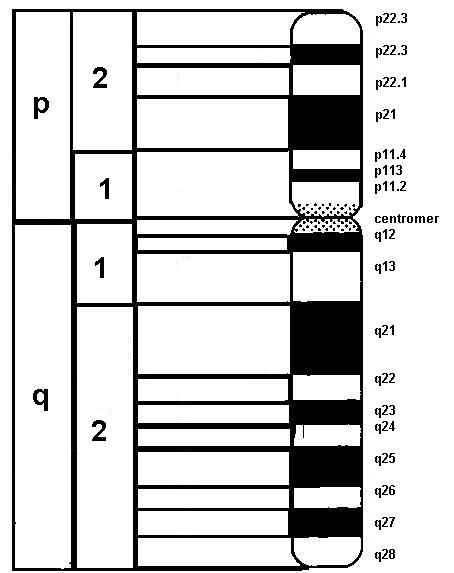 p
2
1
q
1
2
p22.3
p22.3
p22.1
p21
p11.4
p113
p11.2
centromer
q12
q13
q21
q22
q23
q24
q25
q26
q27
q28